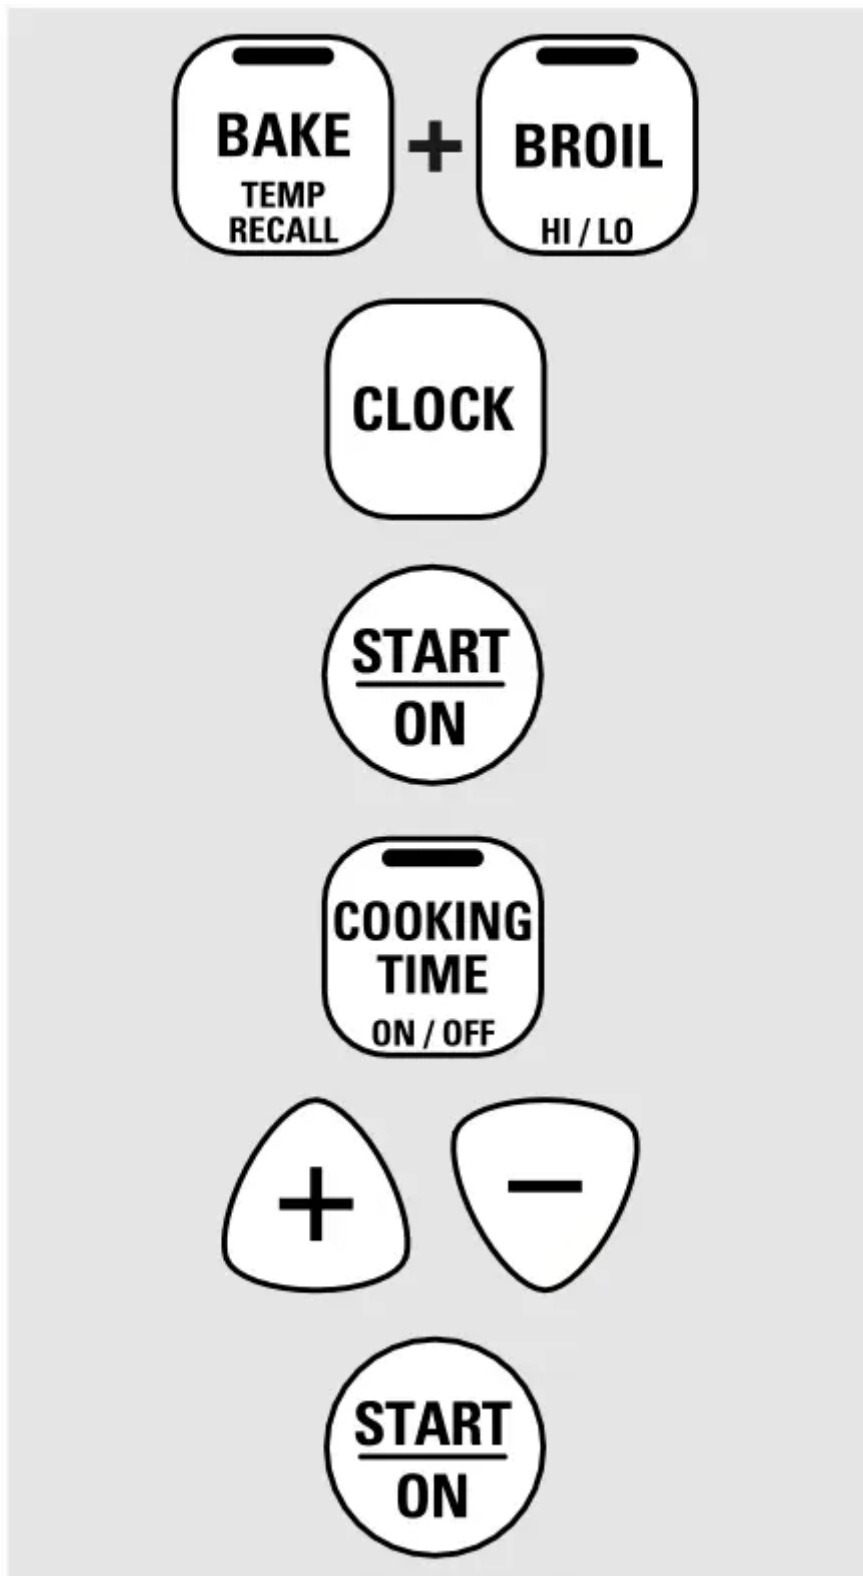 BAKE
TEMP
RECALL
+
BROIL
HI / LO
CLOCK
START
ON
COOKING
TIME
ON / OFF
+
−
START
ON